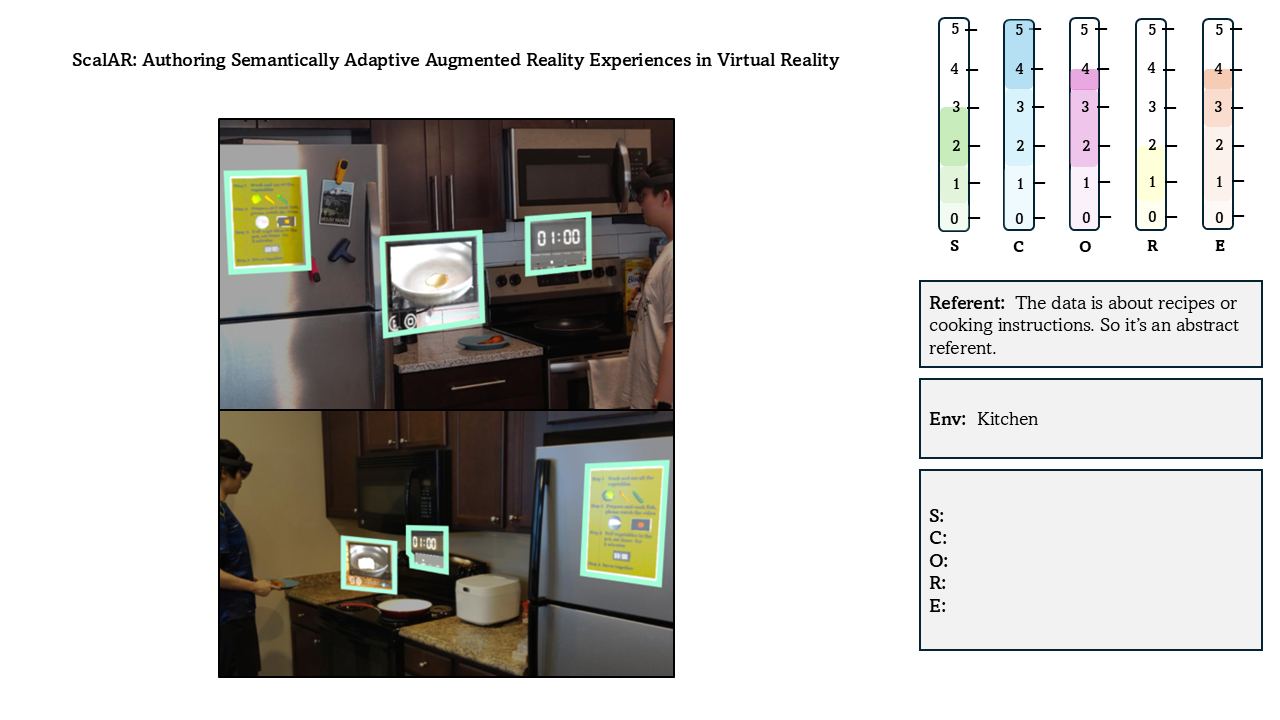 ScalAR: Authoring Semantically Adaptive Augmented Reality Experiences in Virtual Reality
5 5 5 5 5
4 4 4 4 4
3 3 3 3 3
2 2 2 2 2
1 1 1 1 1
0 0 0 0 0
S C O R E
Referent: The data is about recipes or
cooking instructions. So it's an abstract
referent.
Env: Kitchen
S:
C:
O:
R:
E:
01:00
01:00